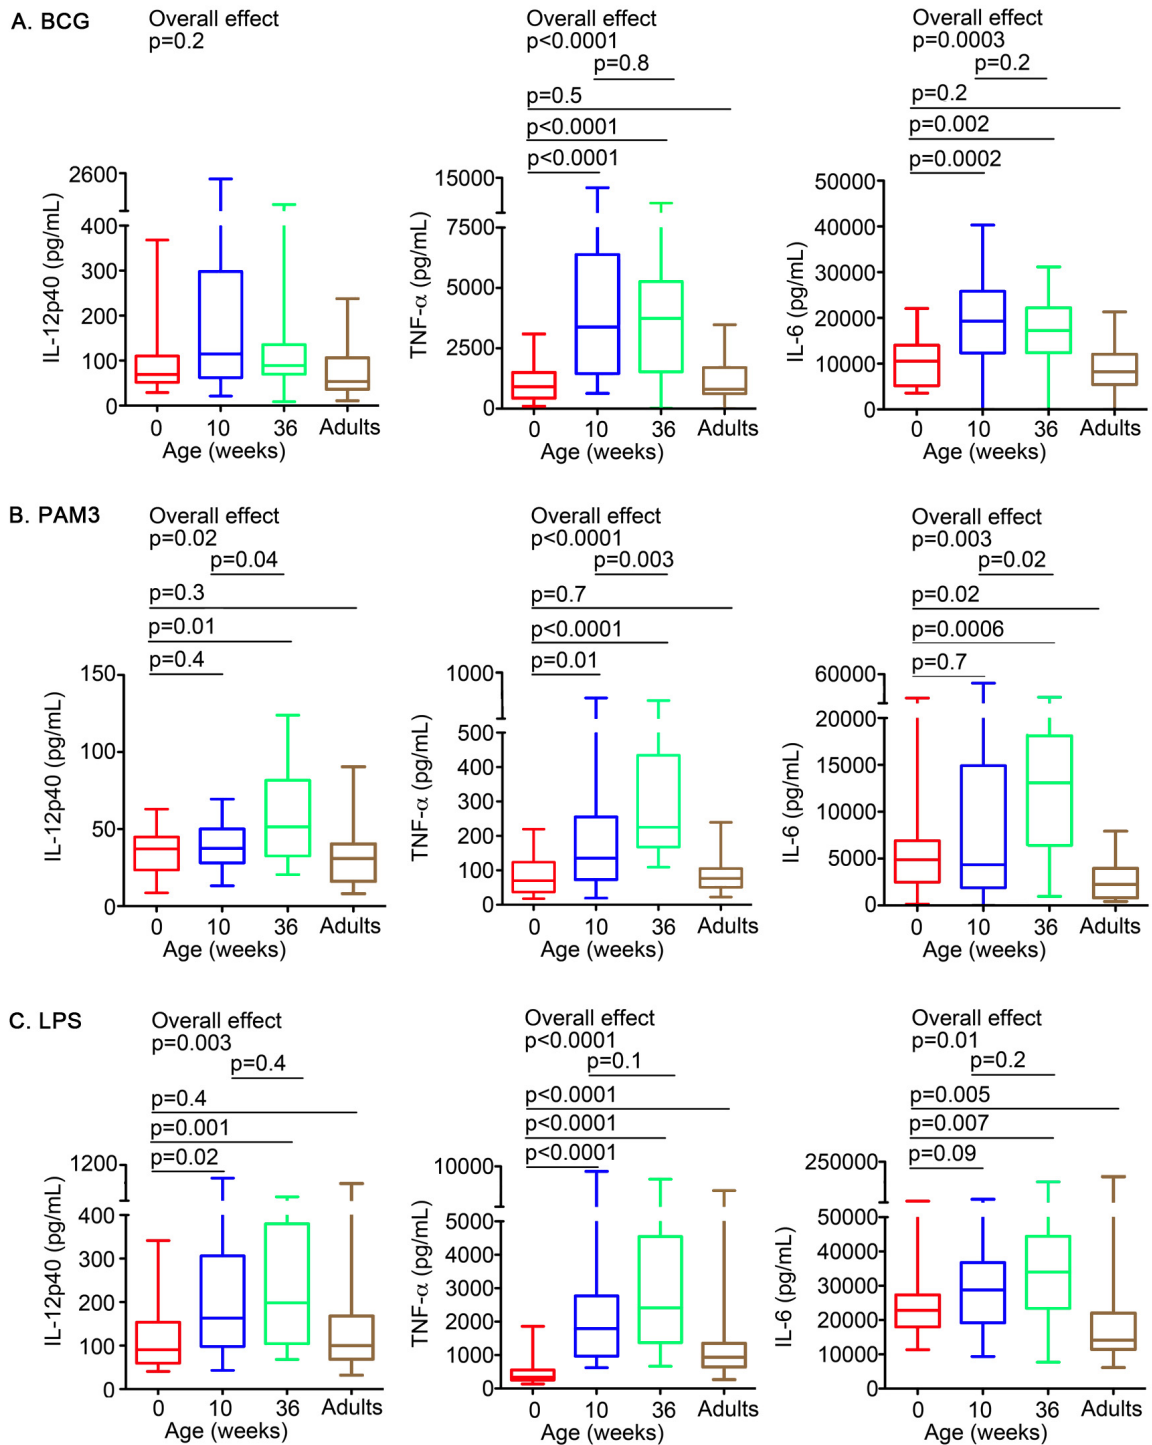 A. BCG
Overall effect
p=0.2
IL-12p40 (pg/mL)
2600
400
300
200
100
0
0 10 36 Adults
Age (weeks)
Overall effect
p<0.0001
p=0.8
p=0.5
p<0.0001
p<0.0001
TNF-α (pg/mL)
15000
7500
5000
2500
0
0 10 36 Adults
Age (weeks)
Overall effect
p=0.0003
p=0.2
p=0.2
p=0.002
p=0.0002
IL-6 (pg/mL)
50000
40000
30000
20000
10000
0
0 10 36 Adults
Age (weeks)
B. PAM3
Overall effect
p=0.02
p=0.04
p=0.3
p=0.01
p=0.4
IL-12p40 (pg/mL)
150
100
50
0
0 10 36 Adults
Age (weeks)
Overall effect
p<0.0001
p=0.003
p=0.7
p<0.0001
p=0.01
TNF-α (pg/mL)
1000
500
400
300
200
100
0
0 10 36 Adults
Age (weeks)
Overall effect
p=0.003
p=0.02
p=0.02
p=0.0006
p=0.7
IL-6 (pg/mL)
60000
20000
15000
10000
5000
0
0 10 36 Adults
Age (weeks)
C. LPS
Overall effect
p=0.003
p=0.4
p=0.4
p=0.001
p=0.02
IL-12p40 (pg/mL)
1200
400
300
200
100
0
0 10 36 Adults
Age (weeks)
Overall effect
p<0.0001
p=0.1
p<0.0001
p<0.0001
p<0.0001
TNF-α (pg/mL)
10000
5000
4000
3000
2000
1000
0
0 10 36 Adults
Age (weeks)
Overall effect
p=0.01
p=0.2
p=0.005
p=0.007
p=0.09
IL-6 (pg/mL)
250000
50000
40000
30000
20000
10000
0
0 10 36 Adults
Age (weeks)